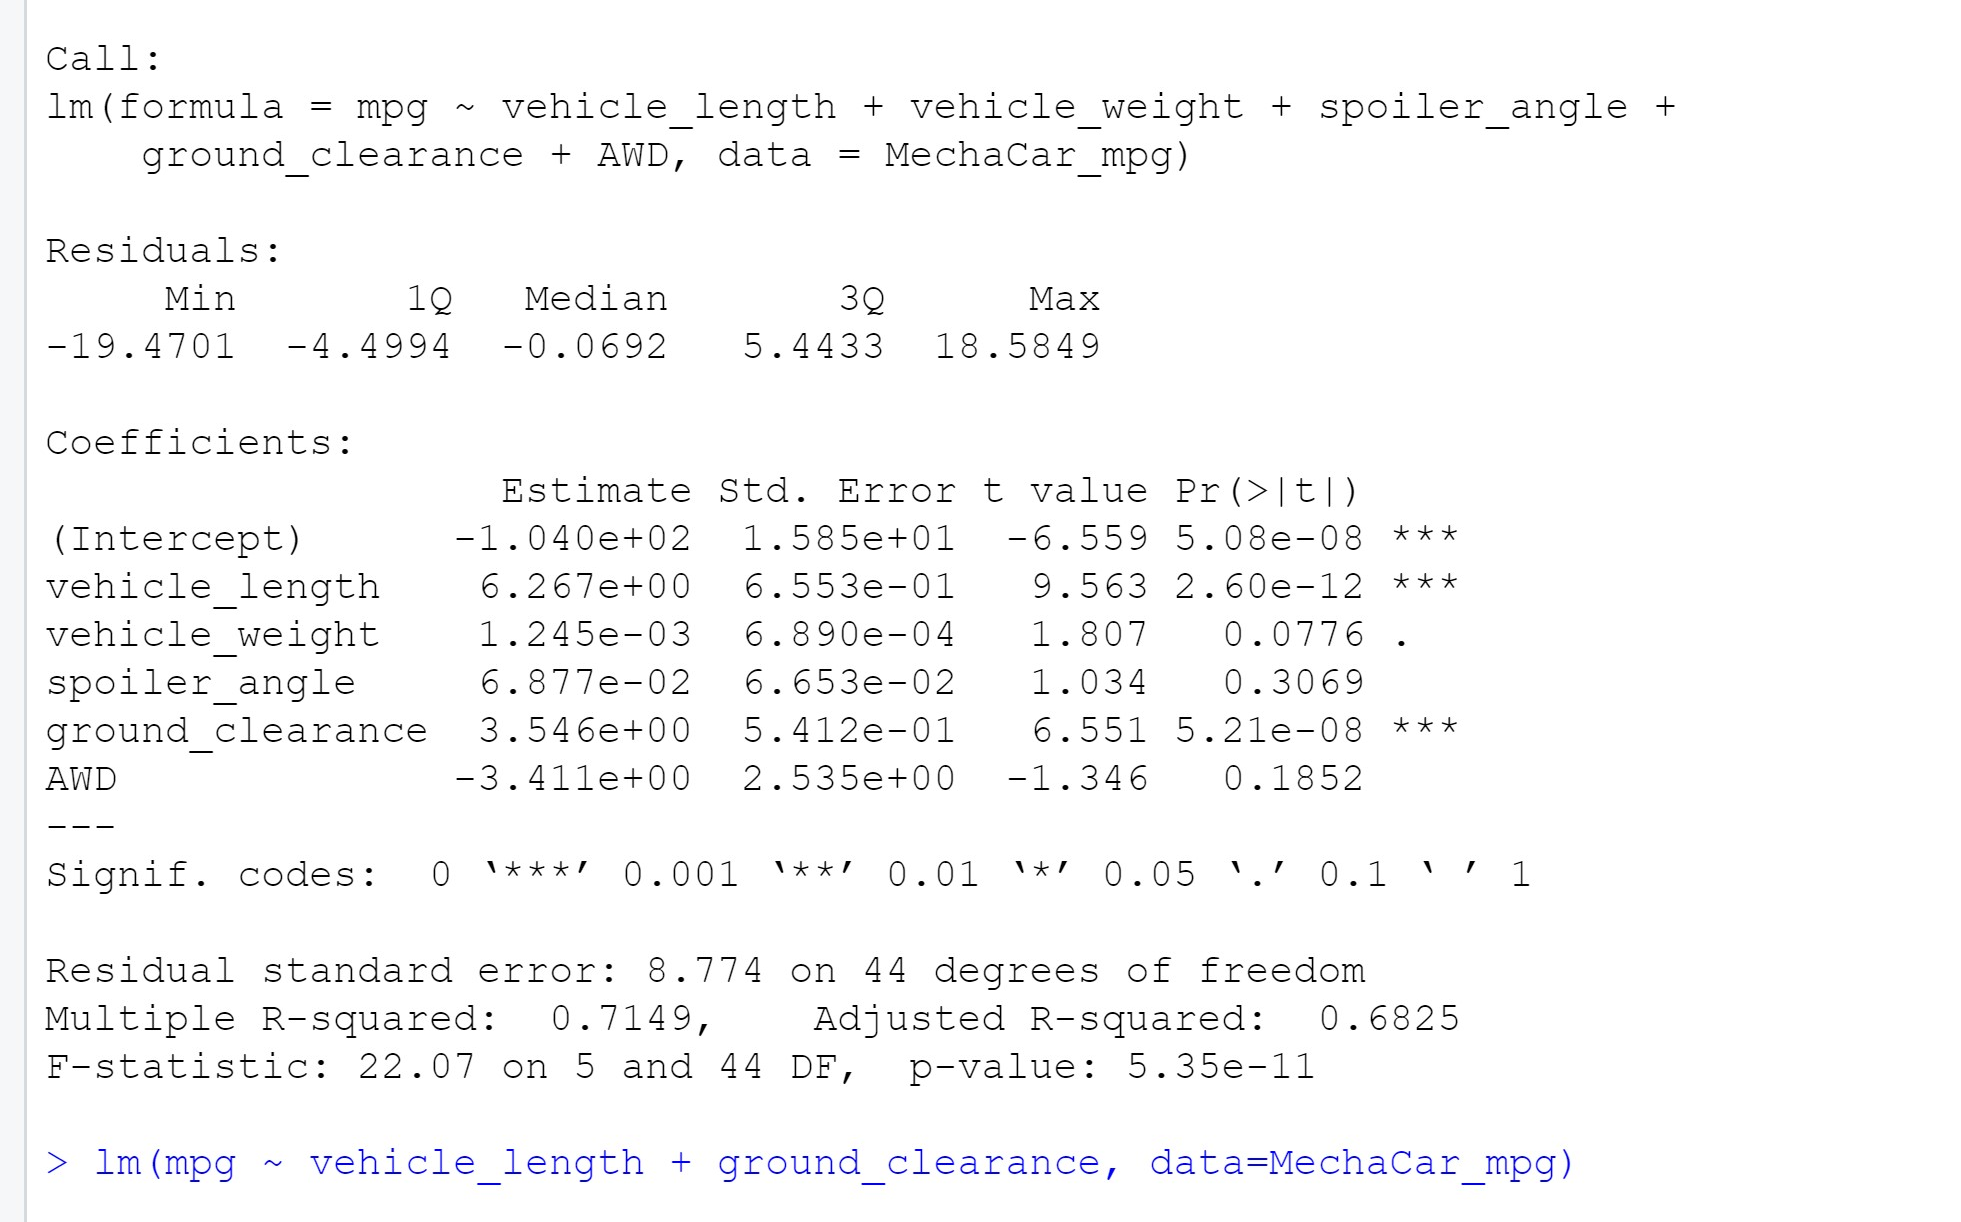 Call:
lm(formula = mpg ~ vehicle_length + vehicle_weight + spoiler_angle +
    ground_clearance + AWD, data = MechaCar_mpg)

Residuals:
     Min       1Q   Median       3Q      Max
-19.4701  -4.4994  -0.0692   5.4433  18.5849

Coefficients:
                   Estimate Std. Error t value Pr(>|t|)
(Intercept)      -1.040e+02  1.585e+01  -6.559 5.08e-08 ***
vehicle_length    6.267e+00  6.553e-01   9.563 2.60e-12 ***
vehicle_weight    1.245e-03  6.890e-04   1.807   0.0776 .
spoiler_angle     6.877e-02  6.653e-02   1.034   0.3069
ground_clearance  3.546e+00  5.412e-01   6.551 5.21e-08 ***
AWD              -3.411e+00  2.535e+00  -1.346   0.1852
---
Signif. codes:  0 ‘***’ 0.001 ‘**’ 0.01 ‘*’ 0.05 ‘.’ 0.1 ‘ ’ 1

Residual standard error: 8.774 on 44 degrees of freedom
Multiple R-squared:  0.7149,    Adjusted R-squared:  0.6825
F-statistic: 22.07 on 5 and 44 DF,  p-value: 5.35e-11

> lm(mpg ~ vehicle_length + ground_clearance, data=MechaCar_mpg)